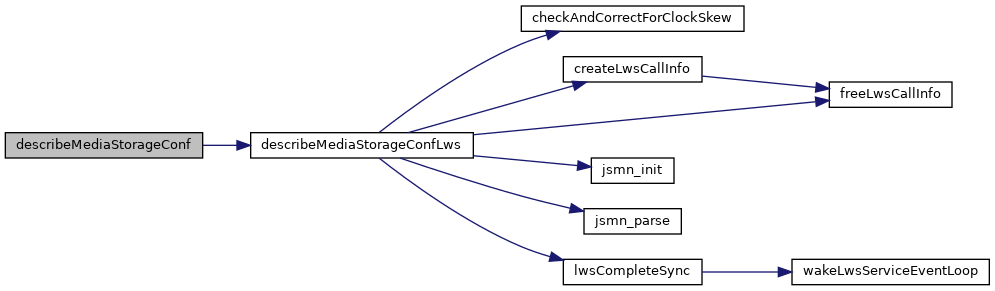 checkAndCorrectForClockSkew
createLwsCallInfo
freeLwsCallInfo
describeMediaStorageConf
describeMediaStorageConfLws
jsmn_init
jsmn_parse
lwsCompleteSync
wakeLwsServiceEventLoop